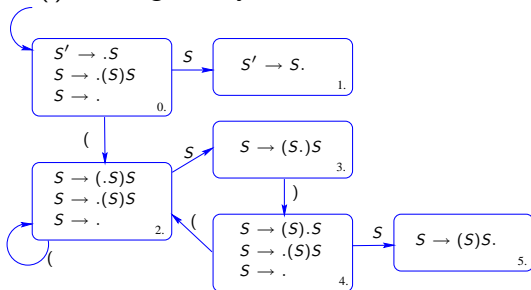 S′ → .S
S → .(S)S
S → .
0.
S
S′ → S.
1.
(
S → (.S)S
S → .(S)S
S → .
2.
(
S
S → (S.)S
3.
)
(
S → (S).S
S → .(S)S
S → .
4.
S
S → (S)S.
5.